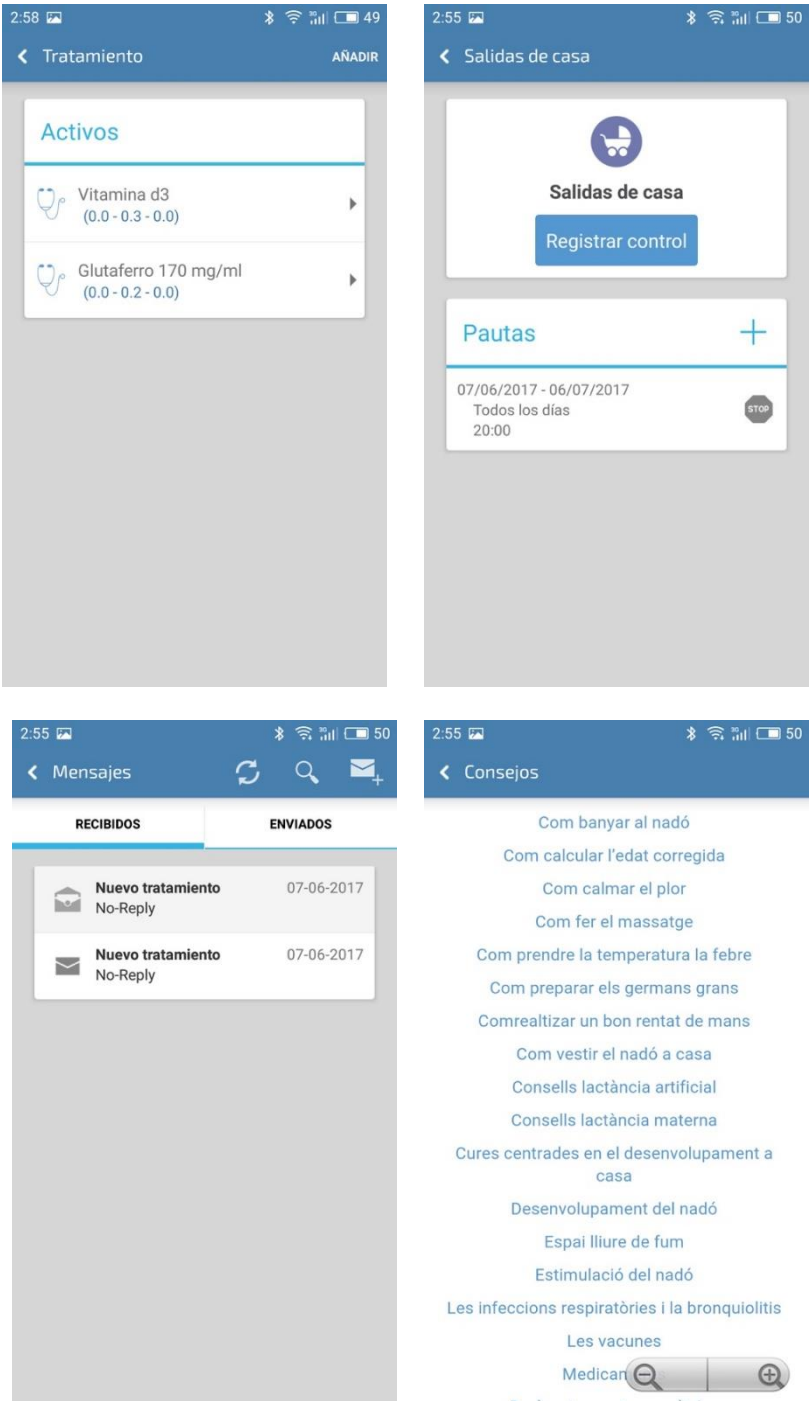 2:58 3G 49
Tratamiento AÑADIR
Activos
Vitamina d3
(0.0 - 0.3 - 0.0)
Glutaferro 170 mg/ml
(0.0 - 0.2 - 0.0)
2:55 3G 50
Salidas de casa
Salidas de casa
Registrar control
Pautas
07/06/2017 - 06/07/2017
Todos los días
20:00
STOP
2:55 3G 50
Mensajes
RECIBIDOS ENVIADOS
Nuevo tratamiento 07-06-2017
No-Reply
Nuevo tratamiento 07-06-2017
No-Reply
2:55 3G 50
Consejos
Com banyar al nadó
Com calcular l'edat corregida
Com calmar el plor
Com fer el massatge
Com prendre la temperatura la febre
Com preparar els germans grans
Comrealtizar un bon rentat de mans
Com vestir el nadó a casa
Consells lactància artificial
Consells lactància materna
Cures centrades en el desenvolupament a
casa
Desenvolupament del nadó
Espai lliure de fum
Estimulació del nadó
Les infeccions respiratòries i la bronquiolitis
Les vacunes